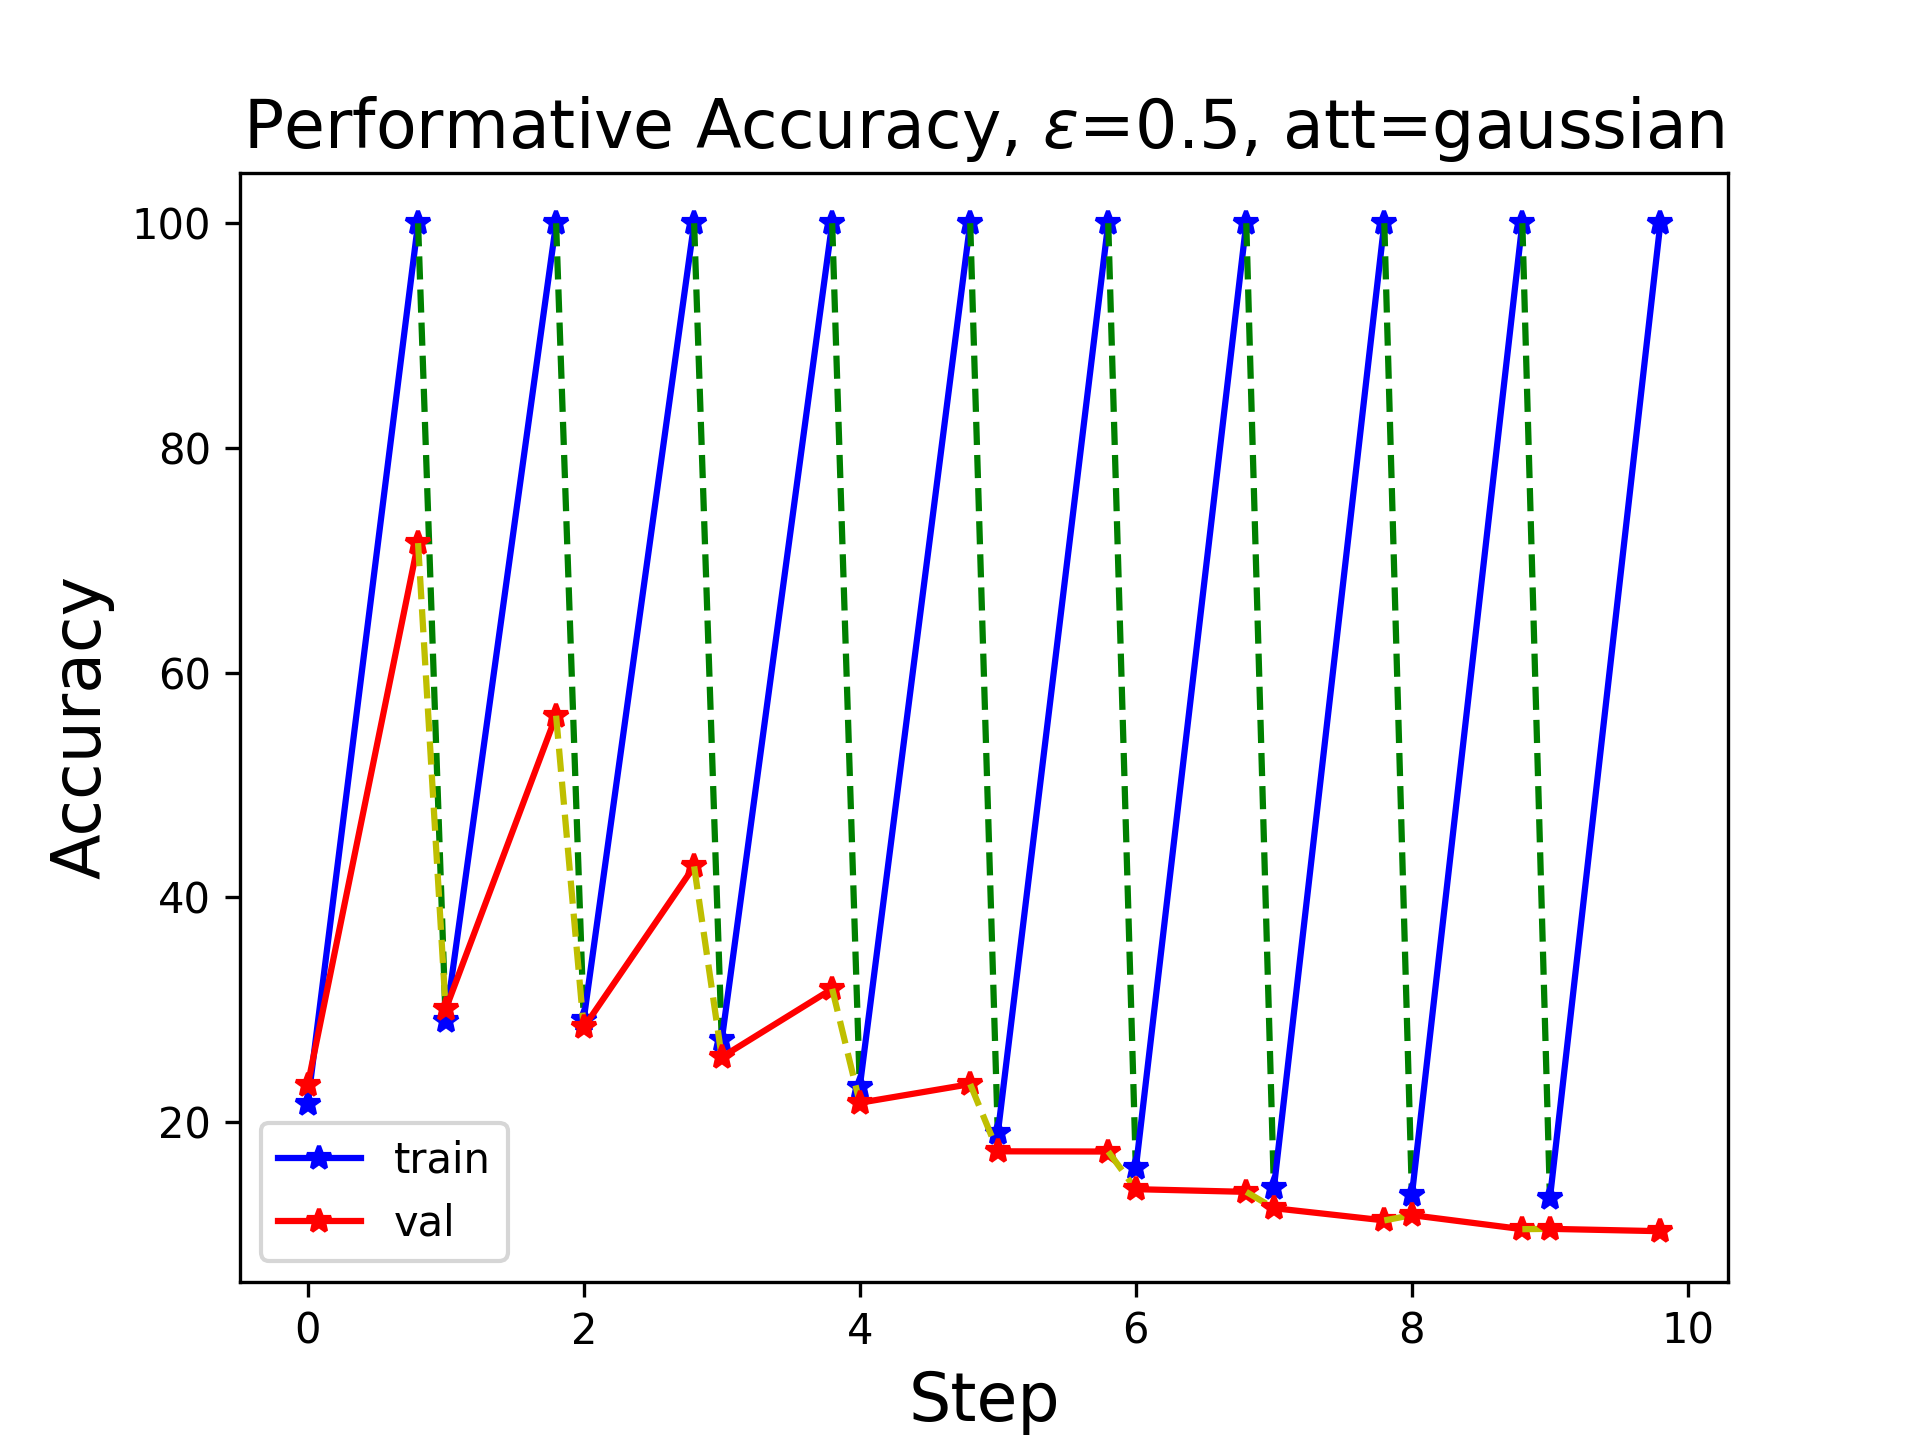 Performative Accuracy, ε=0.5, att=gaussian
100
80
60
40
20
Accuracy
train
val
0 2 4 6 8 10
Step